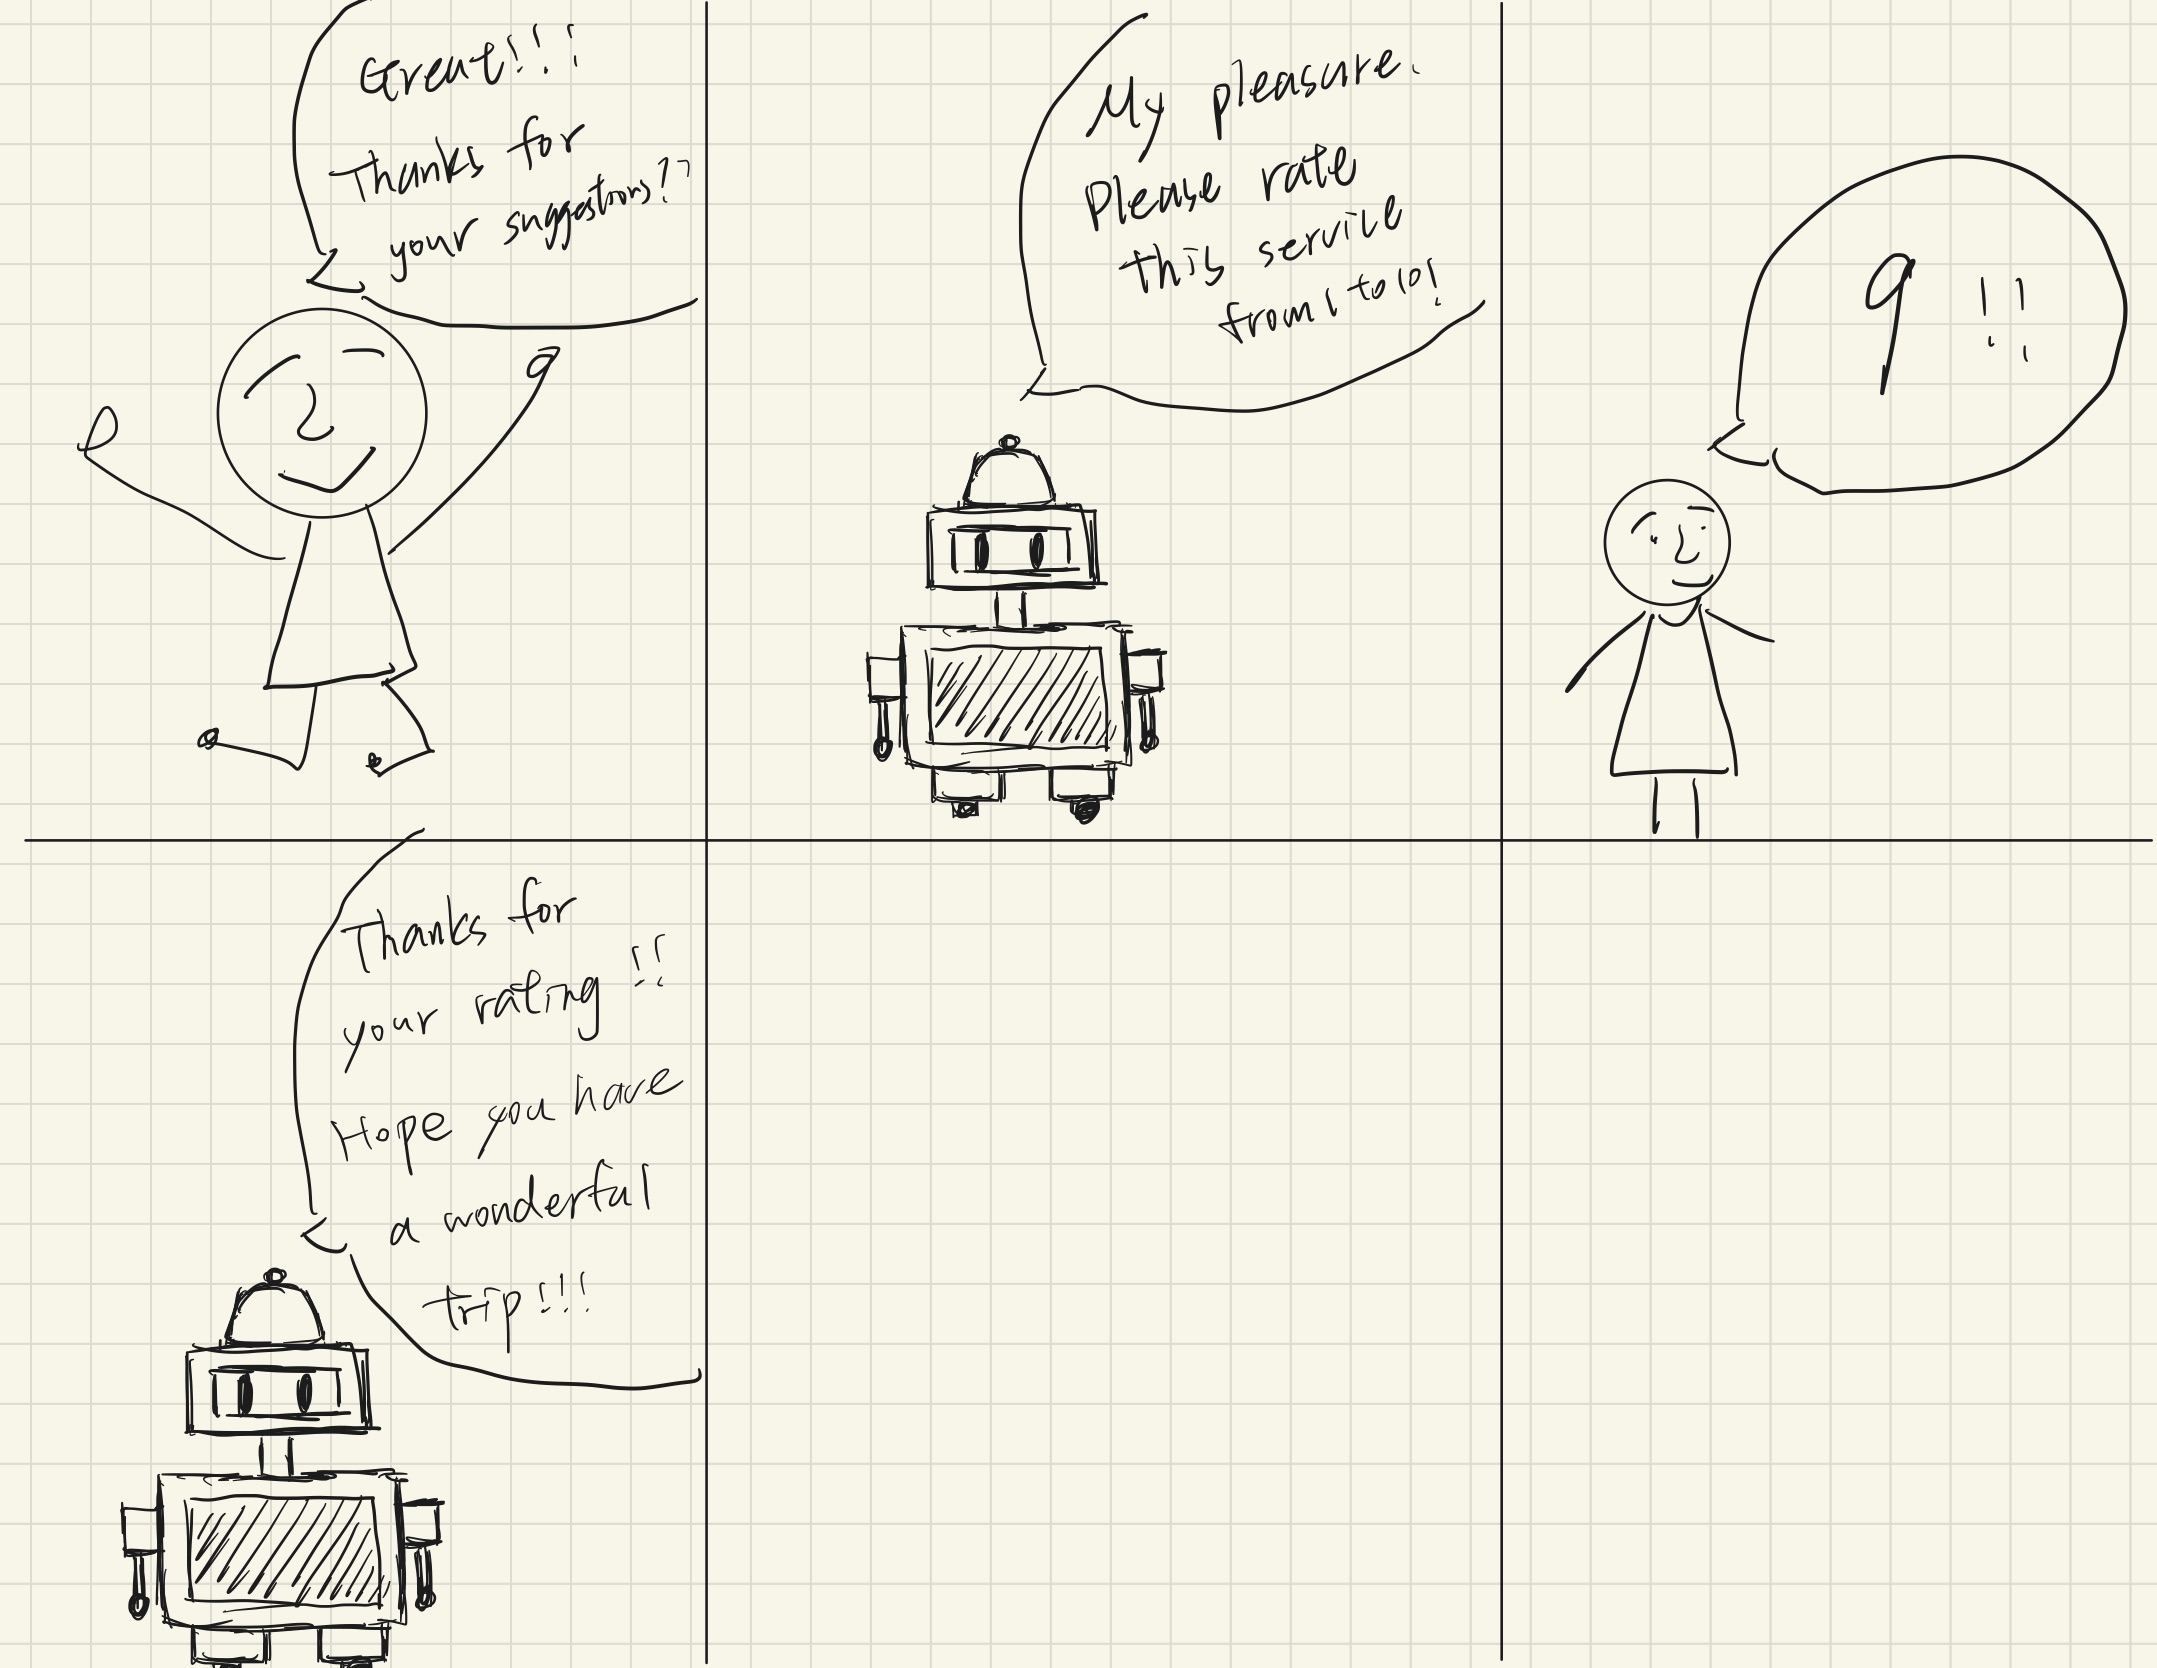 Great!!!
Thanks for
your suggestions??
My pleasure.
Please rate
this service
from 1 to 10!
9 !!
Thanks for
your rating!!
Hope you have
a wonderful
trip!!!